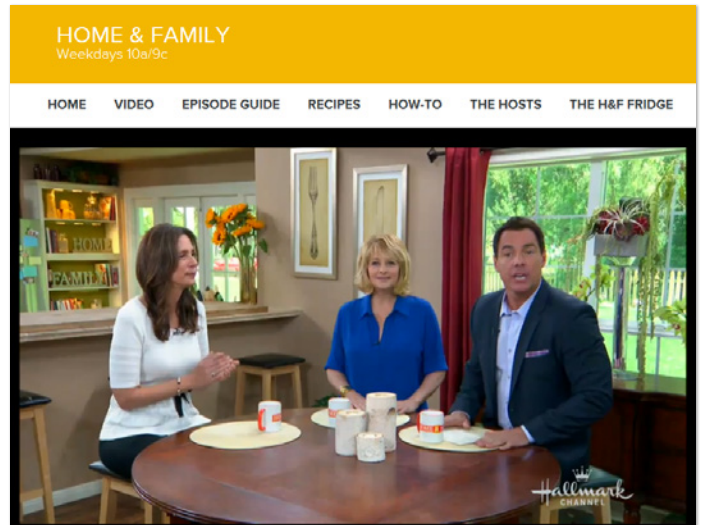 HOME & FAMILY
Weekdays 10a/9c
HOME VIDEO EPISODE GUIDE RECIPES HOW-TO THE HOSTS THE H&F FRIDGE
HOME
FAMILY
Hallmark
CHANNEL